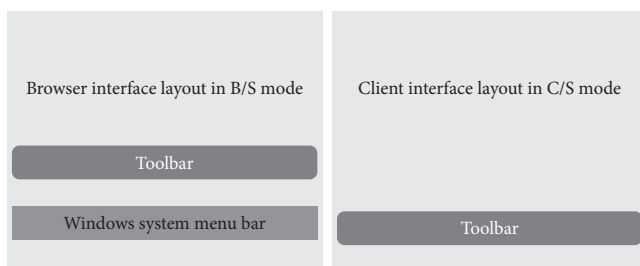 Browser interface layout in B/S mode
Toolbar
Windows system menu bar
Client interface layout in C/S mode
Toolbar